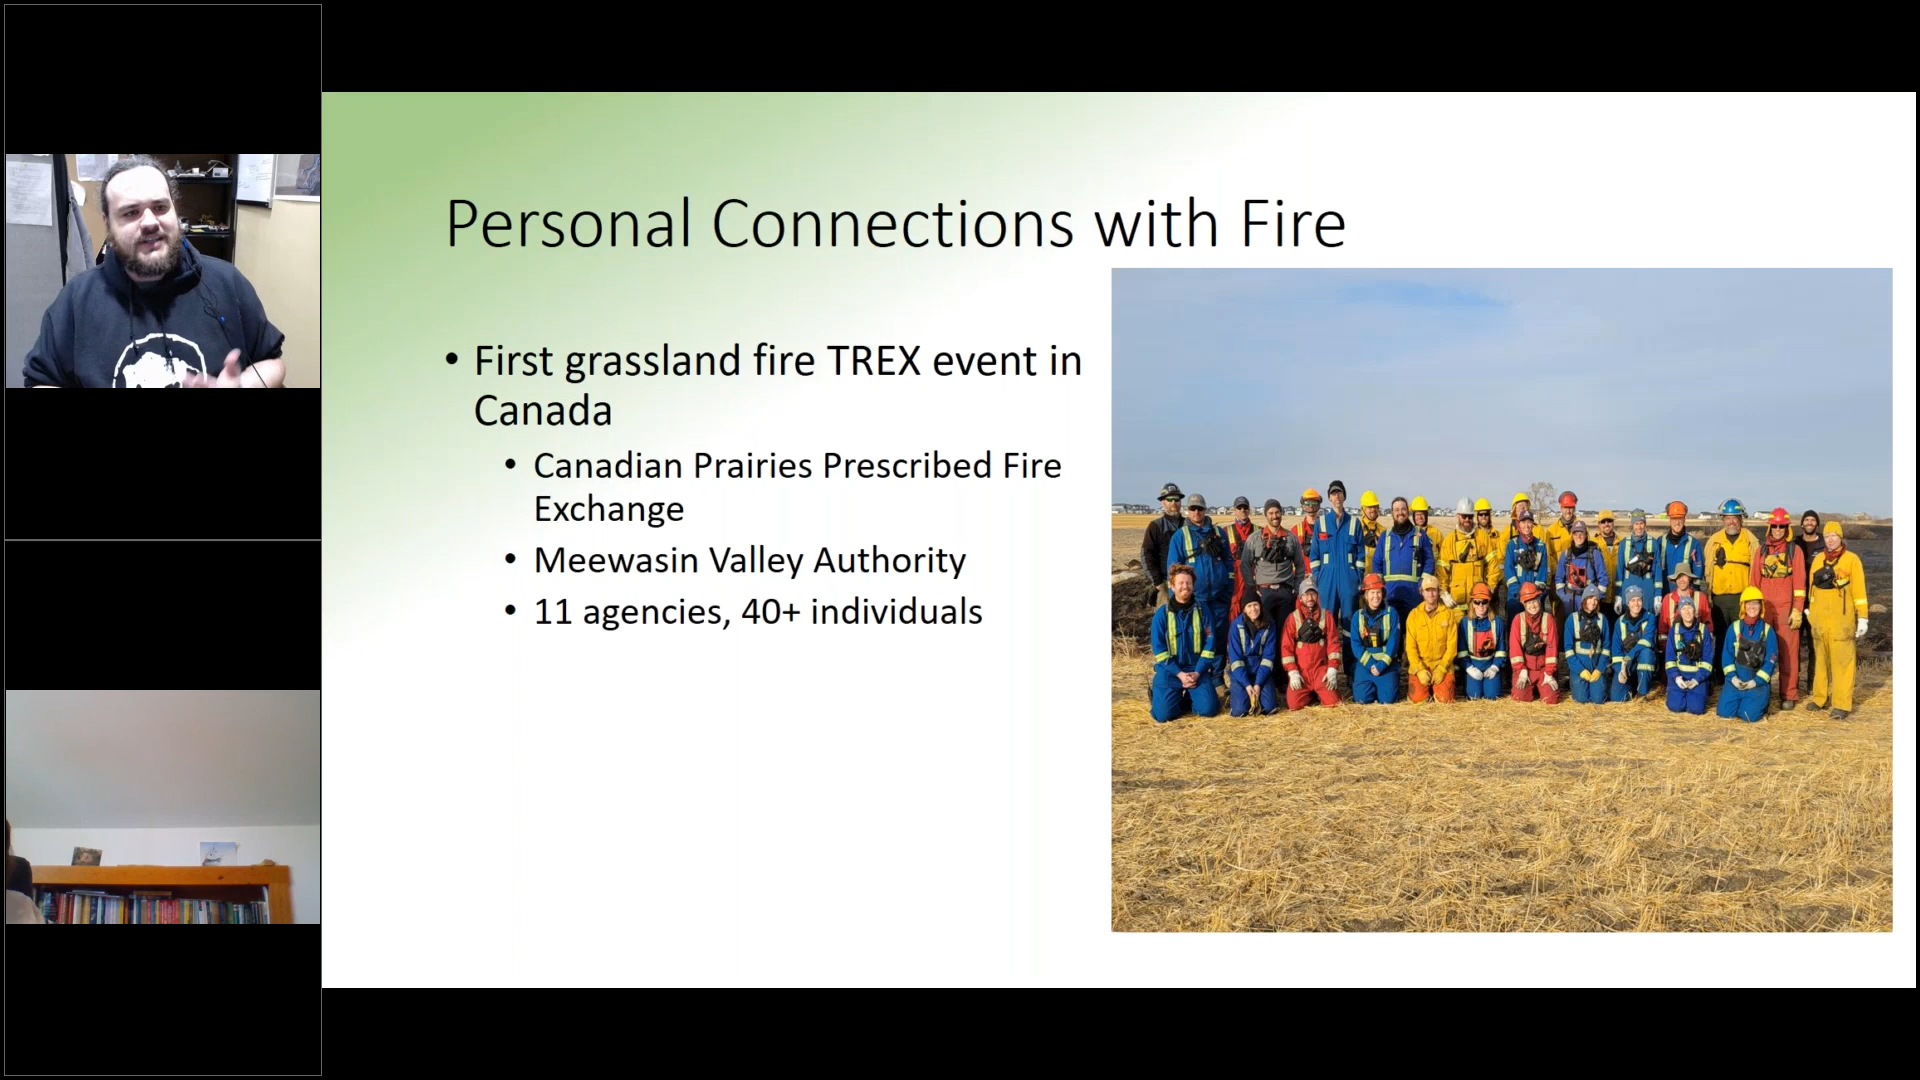 Personal Connections with Fire
• First grassland fire TREX event in
Canada
• Canadian Prairies Prescribed Fire
Exchange
• Meewasin Valley Authority
• 11 agencies, 40+ individuals